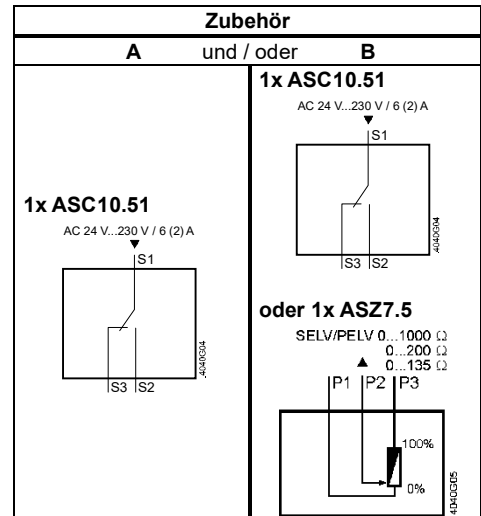 Zubehör
A und / oder B
1x ASC10.51
AC 24 V...230 V / 6 (2) A
S1
S3 S2
4040G04
1x ASC10.51
AC 24 V...230 V / 6 (2) A
S1
S3 S2
4040G04
oder 1x ASZ7.5
SELV/PELV 0...1000 Ω
0...200 Ω
0...135 Ω
P1 P2 P3
100%
0%
4040G05